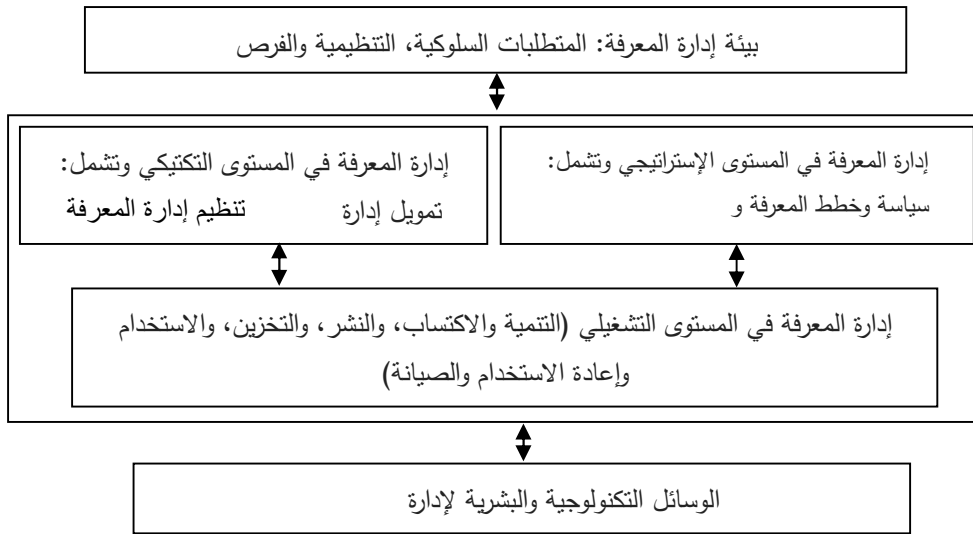 بيئة إدارة المعرفة: المتطلبات السلوكية، التنظيمية والفرص
إدارة المعرفة في المستوى الإستراتيجي وتشمل:
سياسة وخطط المعرفة و
إدارة المعرفة في المستوى التكتيكي وتشمل:
تمويل إدارة تنظيم إدارة المعرفة
إدارة المعرفة في المستوى التشغيلي (التنمية والاكتساب، والنشر، والتخزين، والاستخدام
وإعادة الاستخدام والصيانة)
الوسائل التكنولوجية والبشرية لإدارة